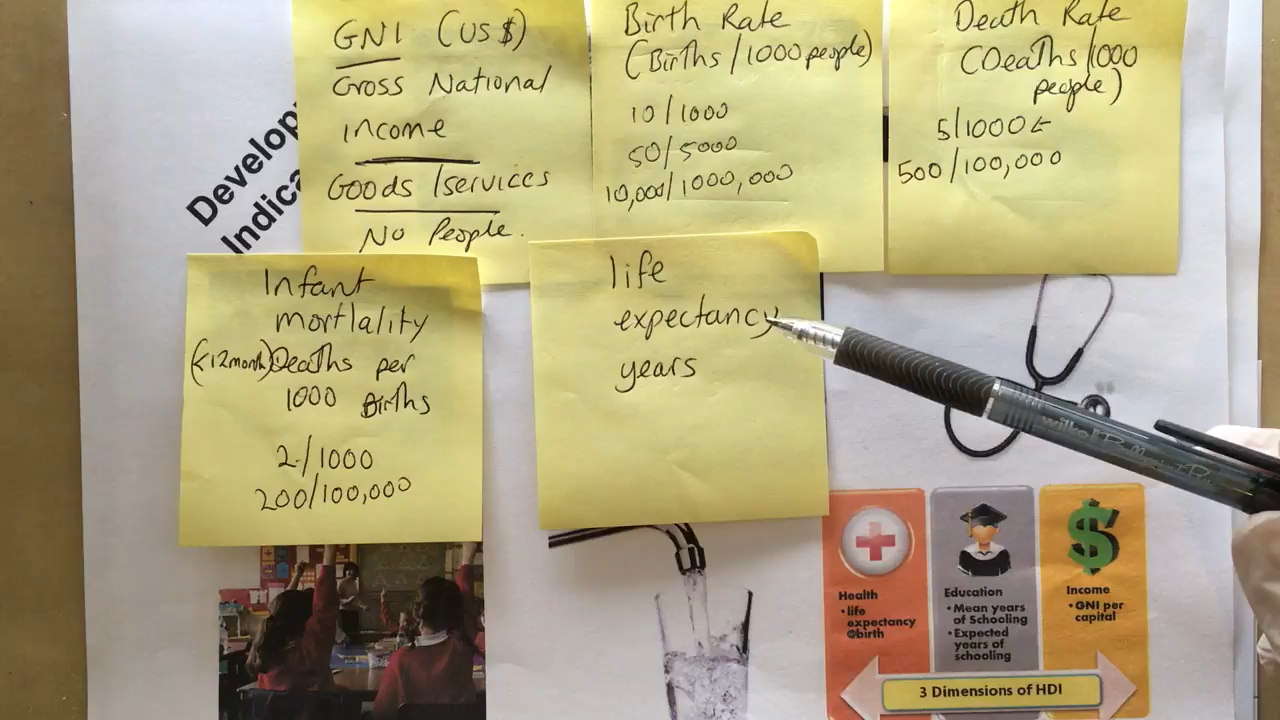 Develop
Indica
GNI (US $)
Gross National
income
Goods /services
No People.
Birth Rate
(Births/1000 people)
10/1000
50/5000
10,000/1000,000
Death Rate
(Deaths/1000
people)
5/1000
500/100,000
Infant
mortlality
(<12month)Deaths per
1000 Births
2/1000
200/100,000
life
expectancy
years
wilko
Health
• life
expectancy
@birth
Education
• Mean years
of Schooling
• Expected
years of
schooling
Income
• GNI per
capital
3 Dimensions of HDI